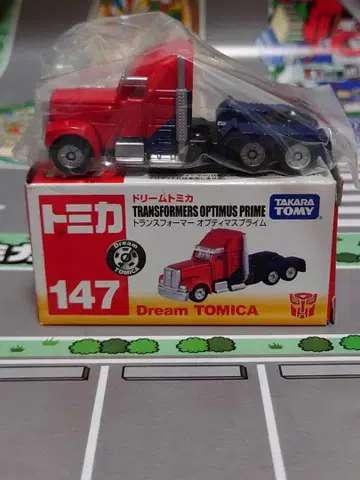 ドリームトミカ
トミカ
TRANSFORMERS OPTIMUS PRIME
トランスフォーマー オプティマスプライム
TAKARA
TOMY
Dream
TOMICA
147
Dream TOMICA